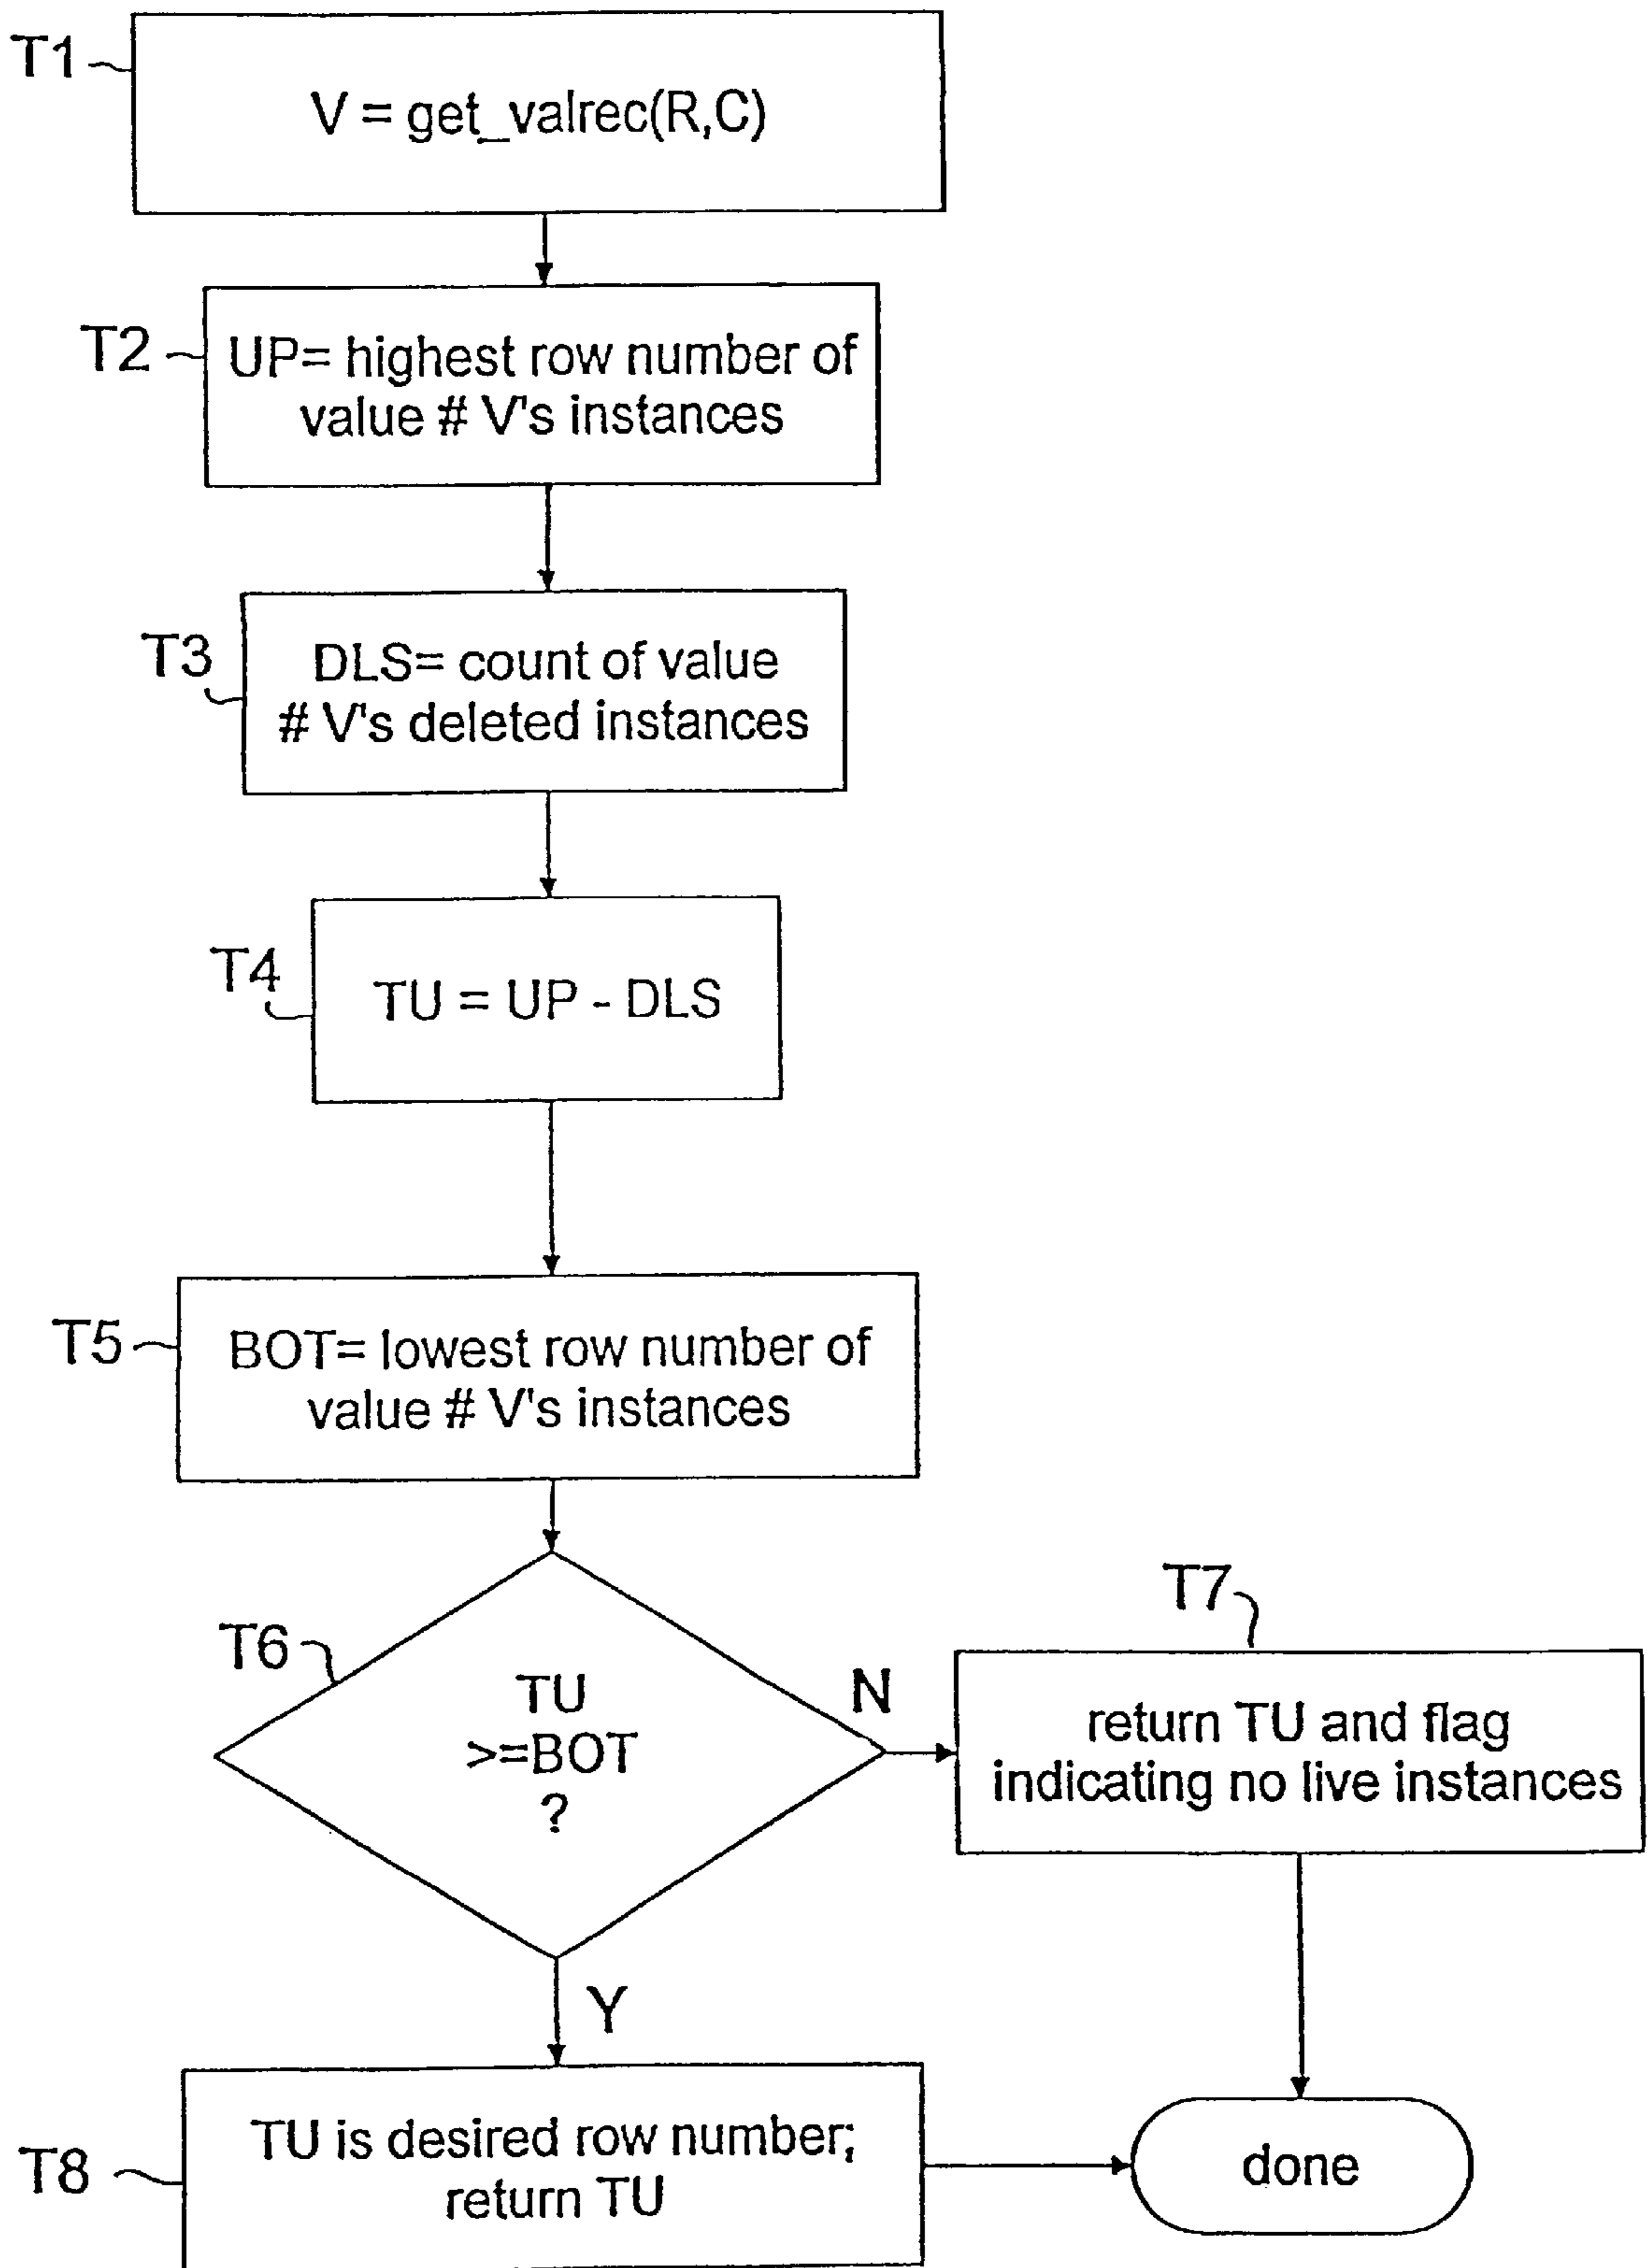 T1
V = get_valrec(R,C)
T2
UP= highest row number of
value # V's instances
T3
DLS= count of value
# V's deleted instances
T4
TU = UP - DLS
T5
BOT= lowest row number of
value # V's instances
T6
TU
>=BOT
?
N
T7
return TU and flag
indicating no live instances
Y
T8
TU is desired row number;
return TU
done